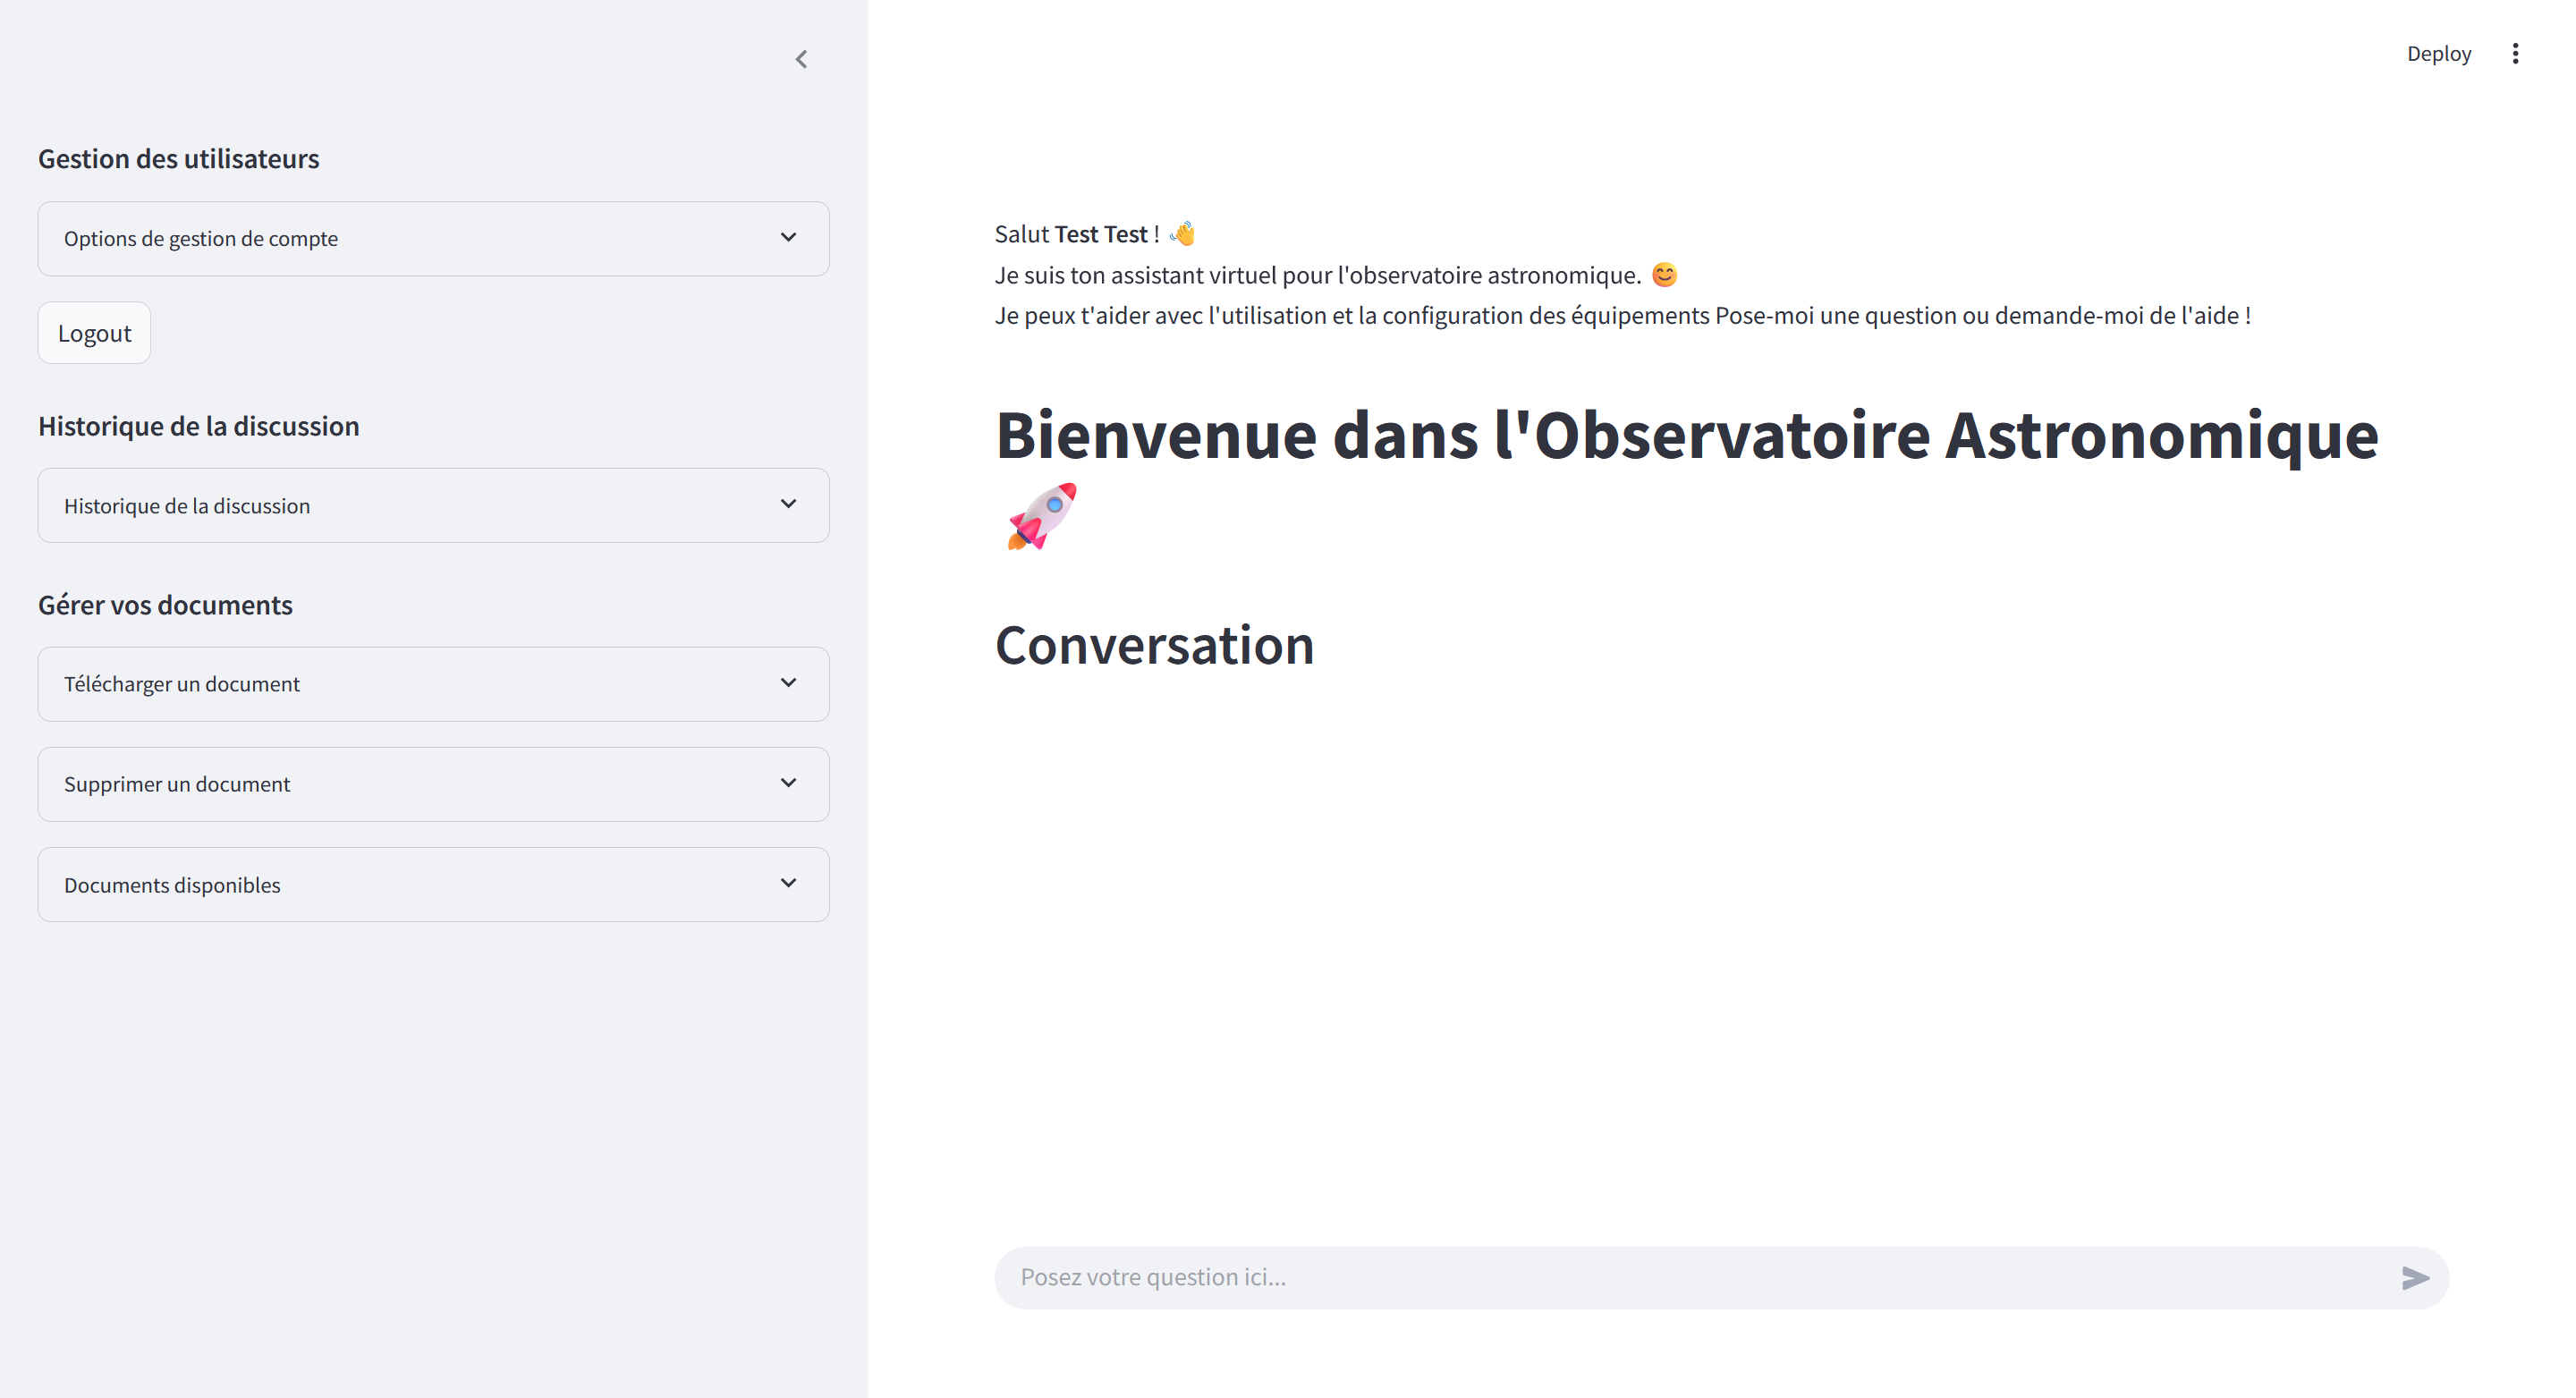 Gestion des utilisateurs
Options de gestion de compte
Logout
Historique de la discussion
Historique de la discussion
Gérer vos documents
Télécharger un document
Supprimer un document
Documents disponibles
Deploy
Salut Test Test ! 👋
Je suis ton assistant virtuel pour l'observatoire astronomique. 😊
Je peux t'aider avec l'utilisation et la configuration des équipements Pose-moi une question ou demande-moi de l'aide !
Bienvenue dans l'Observatoire Astronomique
🚀
Conversation
Posez votre question ici...